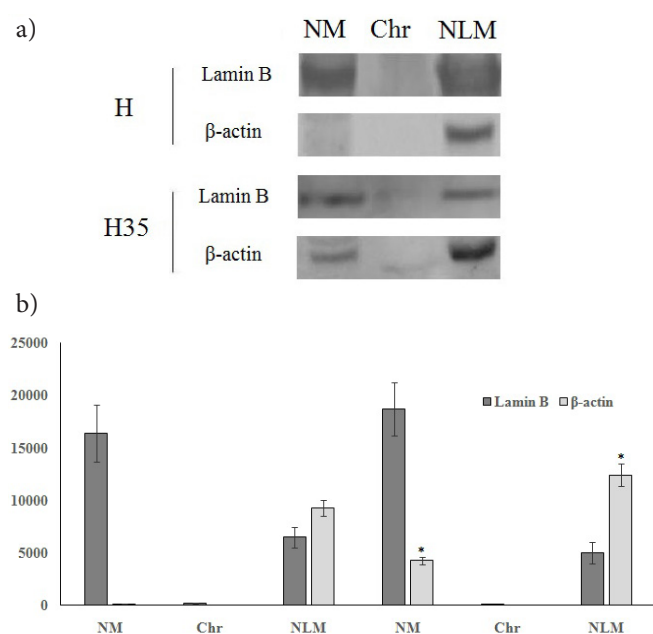 a)
NM Chr NLM
Lamin B
H
β-actin
Lamin B
H35
β-actin
b)
25000
20000
Lamin B β-actin
*
15000
10000
5000
*
0
NM Chr NLM NM Chr NLM